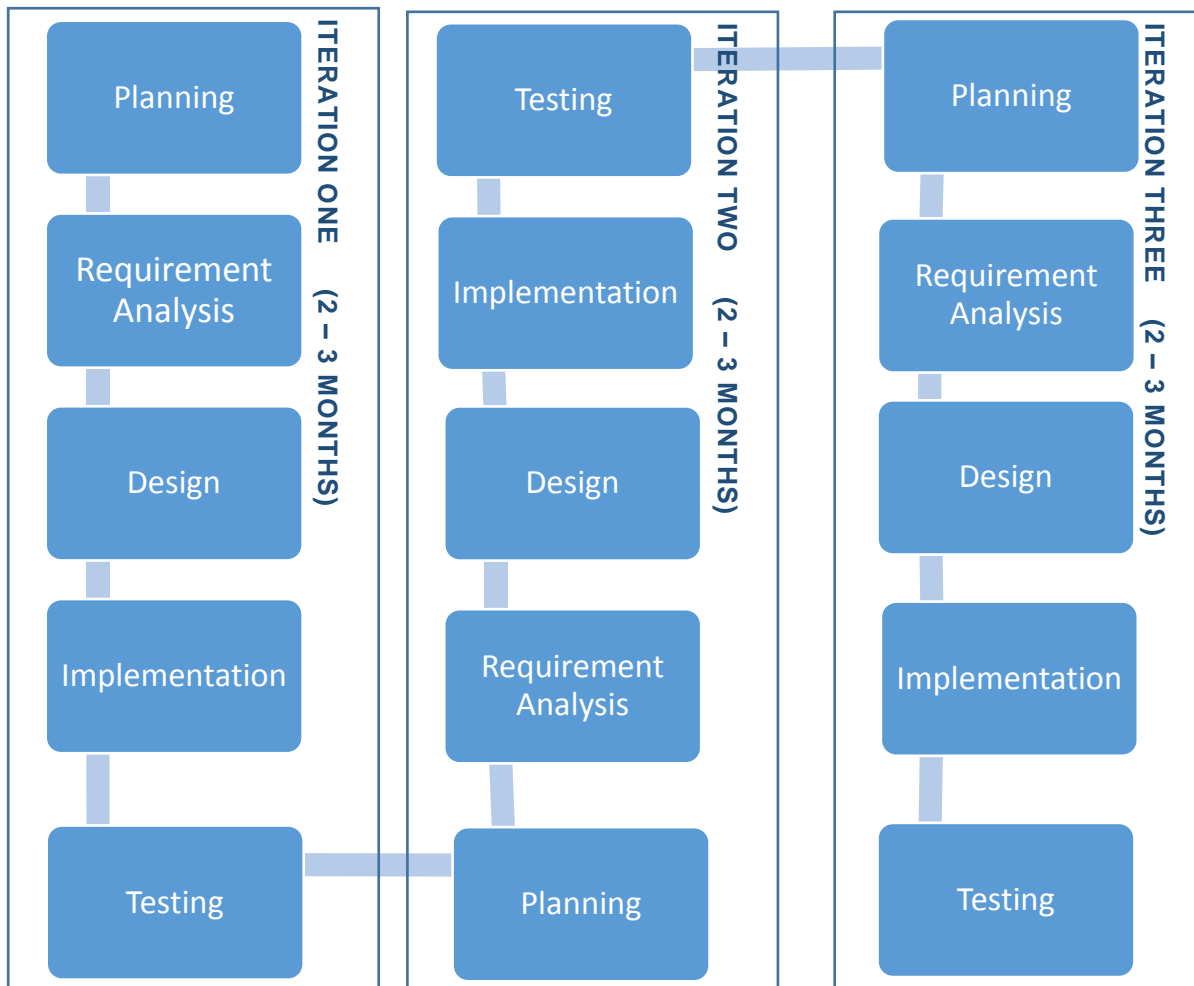 Planning
Requirement
Analysis
Design
Implementation
Testing
ITERATION ONE (2 – 3 MONTHS)
Testing
Implementation
Design
Requirement
Analysis
Planning
ITERATION TWO (2 – 3 MONTHS)
Planning
Requirement
Analysis
Design
Implementation
Testing
ITERATION THREE (2 – 3 MONTHS)